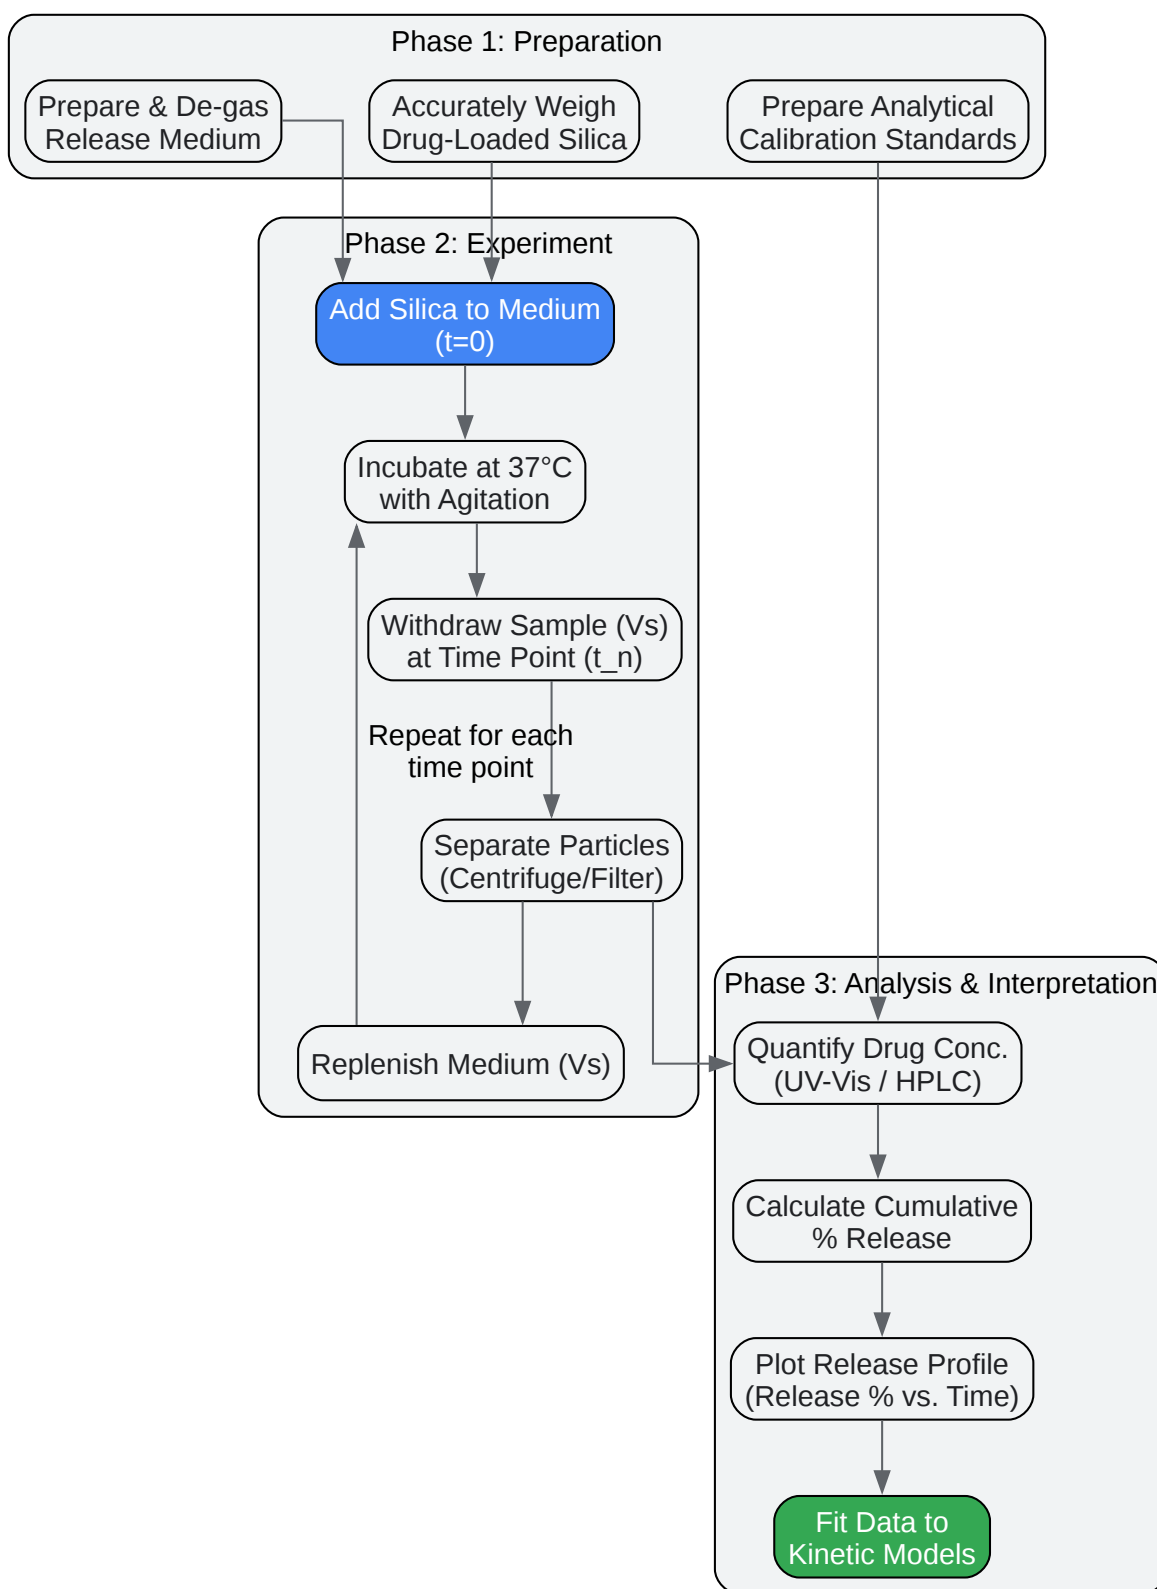 Phase 1: Preparation
Prepare & De-gas
Release Medium
Accurately Weigh
Drug-Loaded Silica
Prepare Analytical
Calibration Standards
Phase 2: Experiment
Add Silica to Medium
(t=0)
Incubate at 37°C
with Agitation
Withdraw Sample (Vs)
at Time Point (t_n)
Repeat for each
time point
Separate Particles
(Centrifuge/Filter)
Replenish Medium (Vs)
Phase 3: Analysis & Interpretation
Quantify Drug Conc.
(UV-Vis / HPLC)
Calculate Cumulative
% Release
Plot Release Profile
(Release % vs. Time)
Fit Data to
Kinetic Models